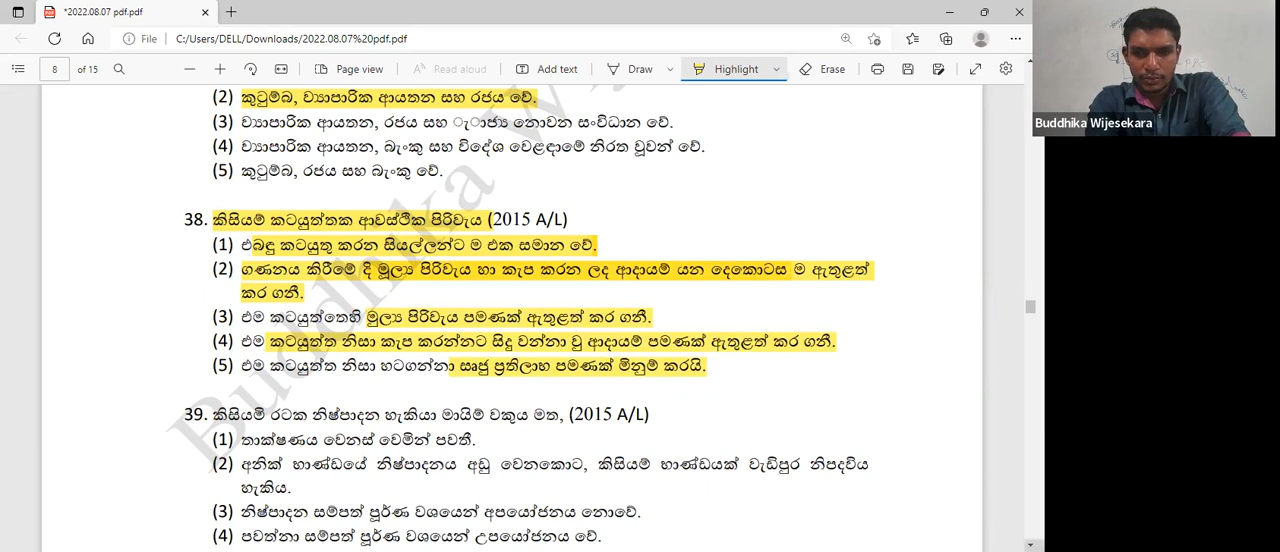 *2022.08.07 pdf.pdf
File C:/Users/DELL/Downloads/2022.08.07%20pdf.pdf
8 of 15 Page view Read aloud Add text Draw Highlight Erase
Buddhika Wijesekara
(2) කුටුම්බ, ව්‍යාපාරික ආයතන සහ රජය වේ.
(3) ව්‍යාපාරික ආයතන, රජය සහ ැාජ්‍ය නොවන සංවිධාන වේ.
(4) ව්‍යාපාරික ආයතන, බැංකු සහ විදේශ වෙළඳාමේ නිරත වූවන් වේ.
(5) කුටුම්බ, රජය සහ බැංකු වේ.
38. කිසියම් කටයුත්තක ආවස්ථික පිරිවැය (2015 A/L)
(1) එබඳු කටයුතු කරන සියල්ලන්ට ම එක සමාන වේ.
(2) ගණනය කිරීමේ දි මූල්‍ය පිරිවැය හා කැප කරන ලද ආදායම් යන දෙකොටස ම ඇතුළත්
කර ගනී.
(3) එම කටයුත්තෙහි මූල්‍ය පිරිවැය පමණක් ඇතුළත් කර ගනී.
(4) එම කටයුත්ත නිසා කැප කරන්නට සිදු වන්නා වු ආදායම් පමණක් ඇතුළත් කර ගනී.
(5) එම කටයුත්ත නිසා හටගන්නා සෘජු ප්‍රතිලාභ පමණක් මිනුම් කරයි.
39. කිසියම් රටක නිෂ්පාදන හැකියා මායිම් වකුය මත, (2015 A/L)
(1) තාක්ෂණය වෙනස් වෙමින් පවතී.
(2) අනික් භාණ්ඩයේ නිෂ්පාදනය අඩු වෙනකොට, කිසියම් භාණ්ඩයක් වැඩිපුර නිපදවිය
හැකිය.
(3) නිෂ්පාදන සම්පත් පූර්ණ වශයෙන් අපයෝජනය නොවේ.
(4) පවත්නා සම්පත් පූර්ණ වශයෙන් උපයෝජනය වේ.
Buddhika W